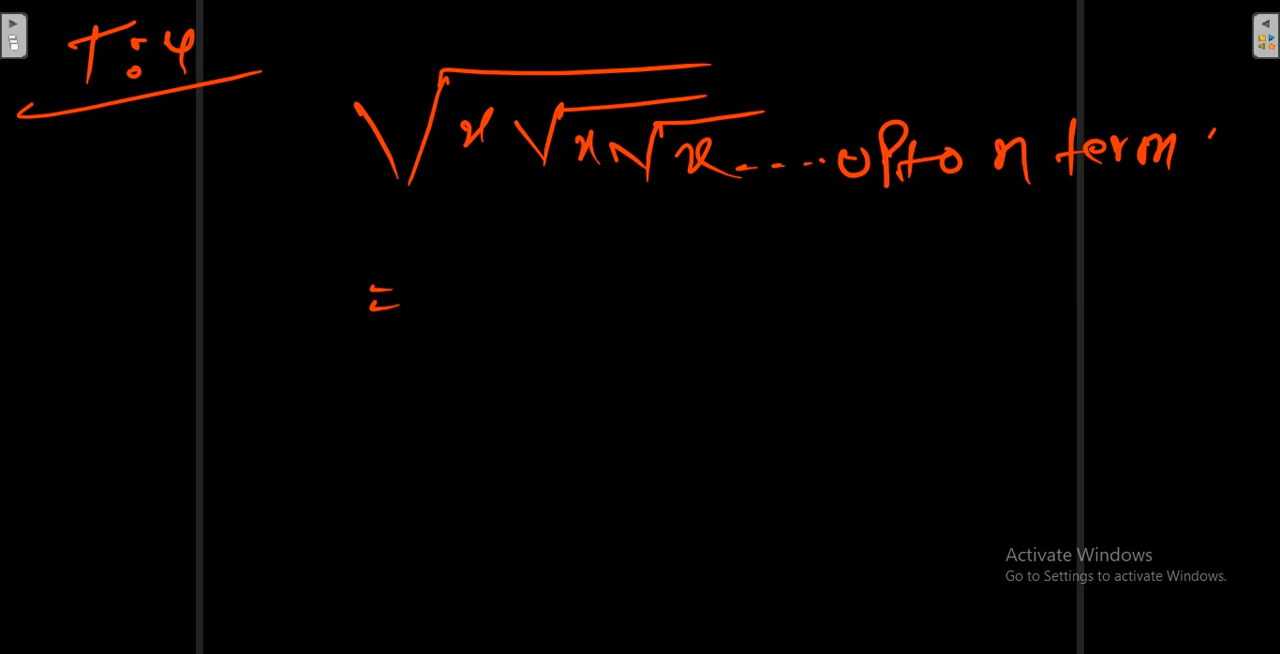 T:4
√x√x√x....upto n term
=
Activate Windows
Go to Settings to activate Windows.